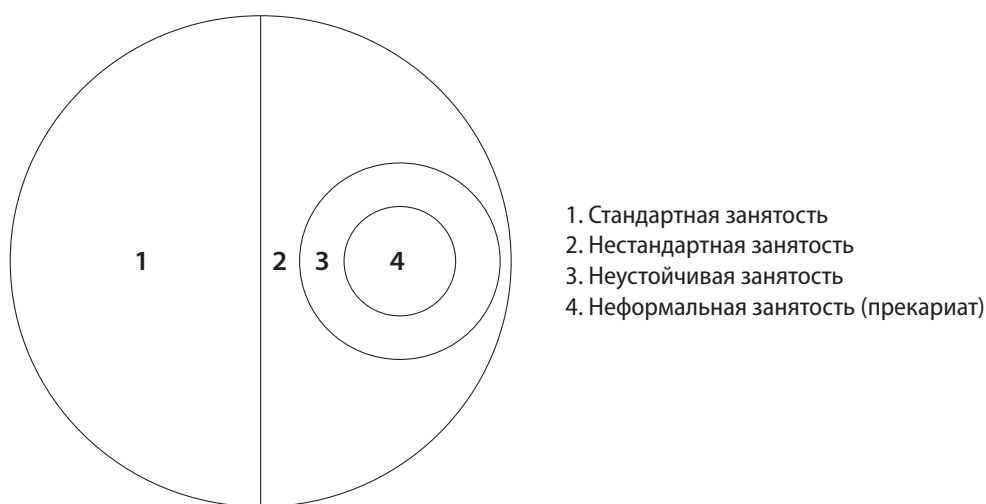 1
2
3
4
1. Стандартная занятость
2. Нестандартная занятость
3. Неустойчивая занятость
4. Неформальная занятость (прекариат)